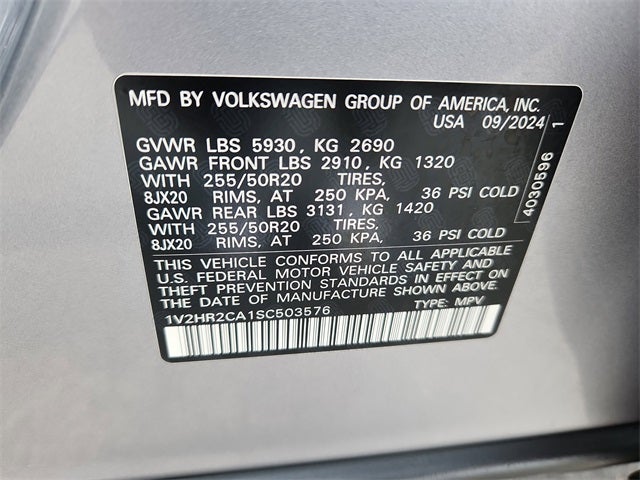 MFD BY VOLKSWAGEN GROUP OF AMERICA, INC.
USA 09/2024
GVWR LBS 5930, KG 2690
GAWR FRONT LBS 2910, KG 1320
WITH 255/50R20 TIRES,
8JX20 RIMS, AT 250 KPA, 36 PSI COLD
GAWR REAR LBS 3131, KG 1420
WITH 255/50R20 TIRES,
8JX20 RIMS, AT 250 KPA, 36 PSI COLD
THIS VEHICLE CONFORMS TO ALL APPLICABLE
U.S. FEDERAL MOTOR VEHICLE SAFETY AND
THEFT PREVENTION STANDARDS IN EFFECT ON
THE DATE OF MANUFACTURE SHOWN ABOVE.
1V2HR2CA1SC503576 TYPE: MPV
4030596 1